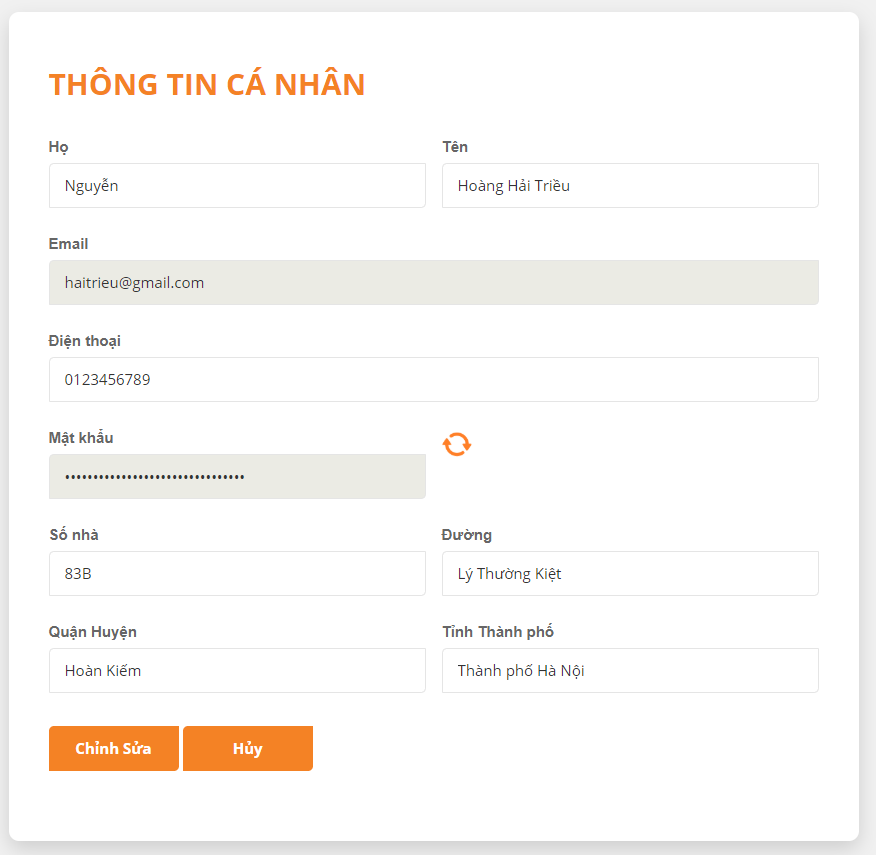 THÔNG TIN CÁ NHÂN
Họ Tên
Nguyễn Hoàng Hải Triều
Email
haitrieu@gmail.com
Điện thoại
0123456789
Mật khẩu
••••••••••••••••••••••••••••••••
Số nhà Đường
83B Lý Thường Kiệt
Quận Huyện Tỉnh Thành phố
Hoàn Kiếm Thành phố Hà Nội
Chỉnh Sửa Hủy